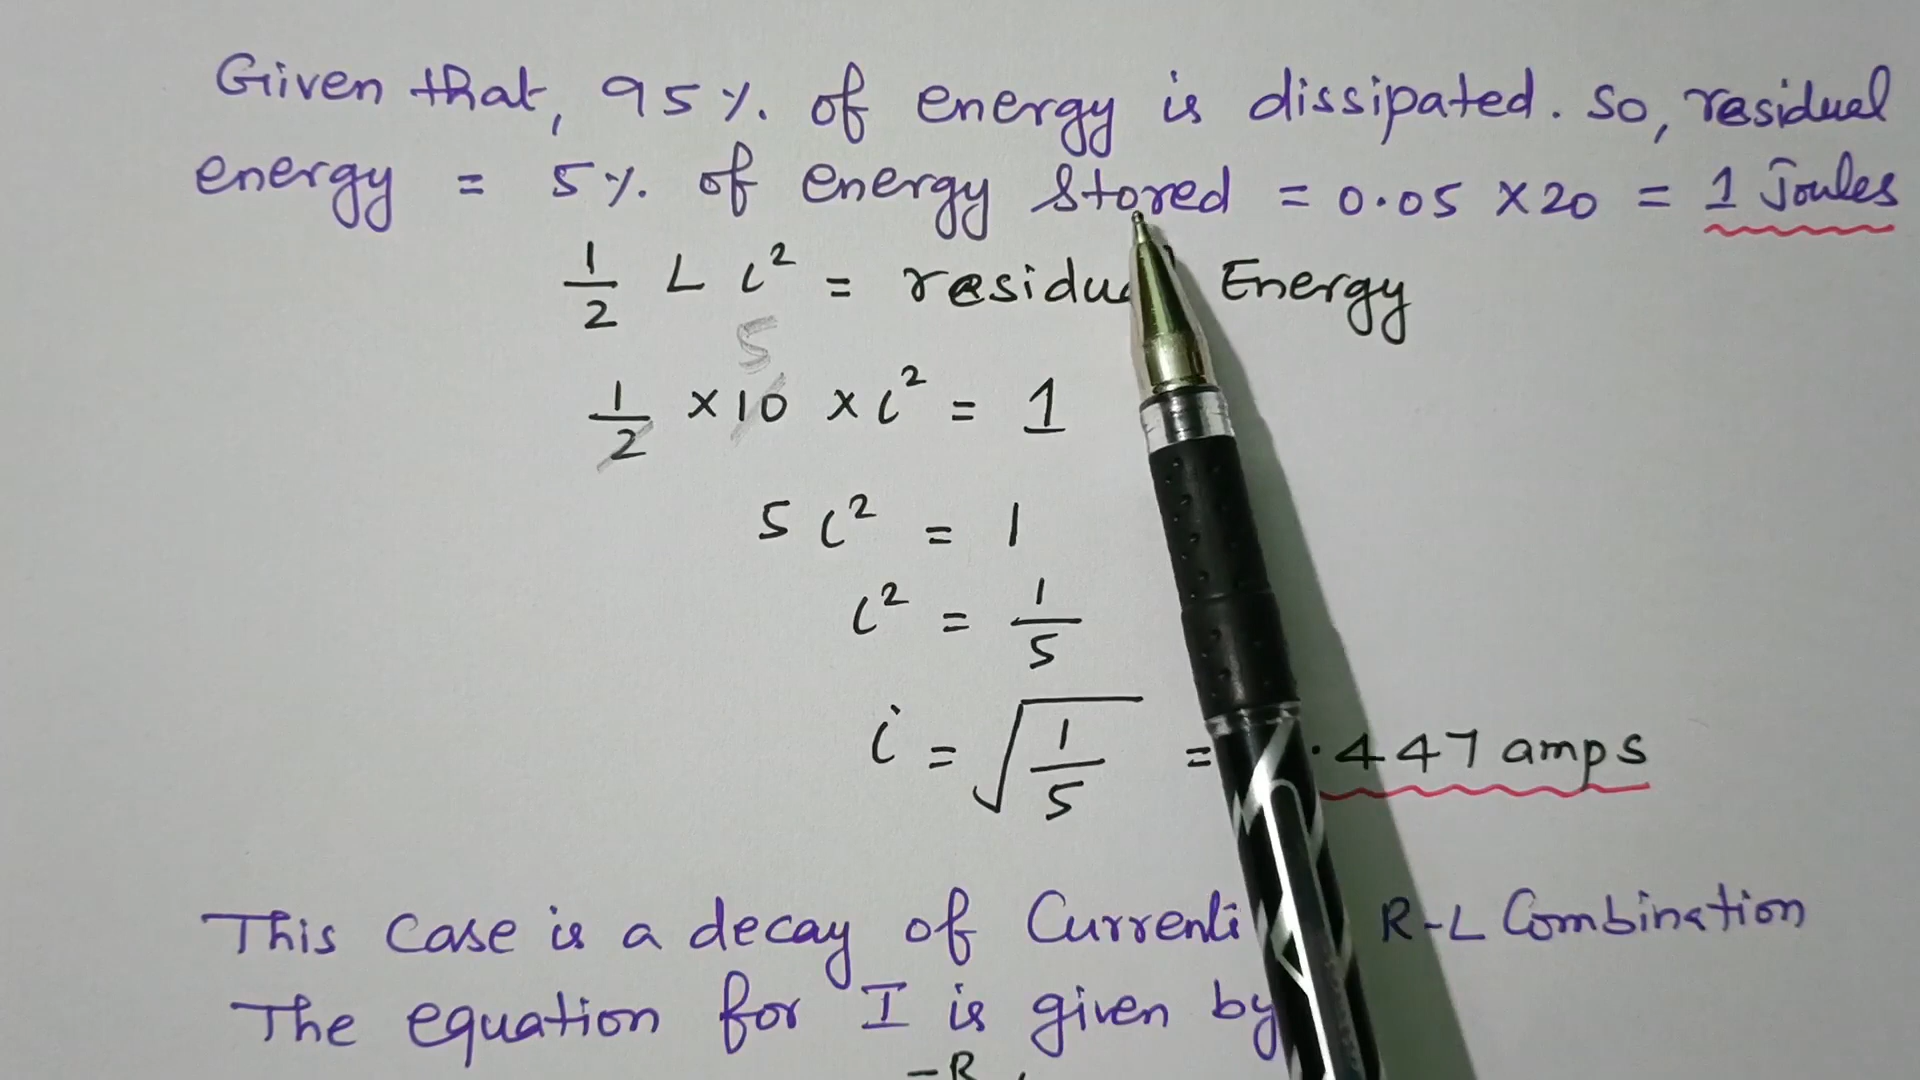 Given that, 95%. of energy is dissipated. So, residual
energy = 5%. of energy stored = 0.05 × 20 = 1 Joules
1/2 L i² = Energy
5
1/2 × 10 × i² = 1
5 i² = 1
i² = 1/5
i = √1/5 = .447 amps
This Case is a decay of Current R-L Combination
The equation for I is given by
-R